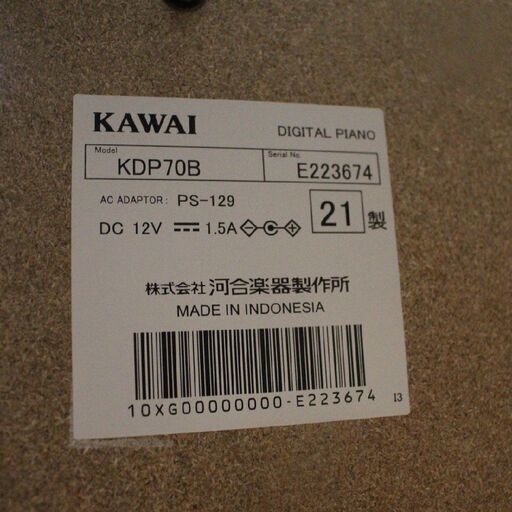 KAWAI DIGITAL PIANO
Model KDP70B Serial No. E223674
AC ADAPTOR: PS-129
DC 12V 1.5A - C + 21 製
株式会社 河合楽器製作所
MADE IN INDONESIA
10XG00000000-E223674 13